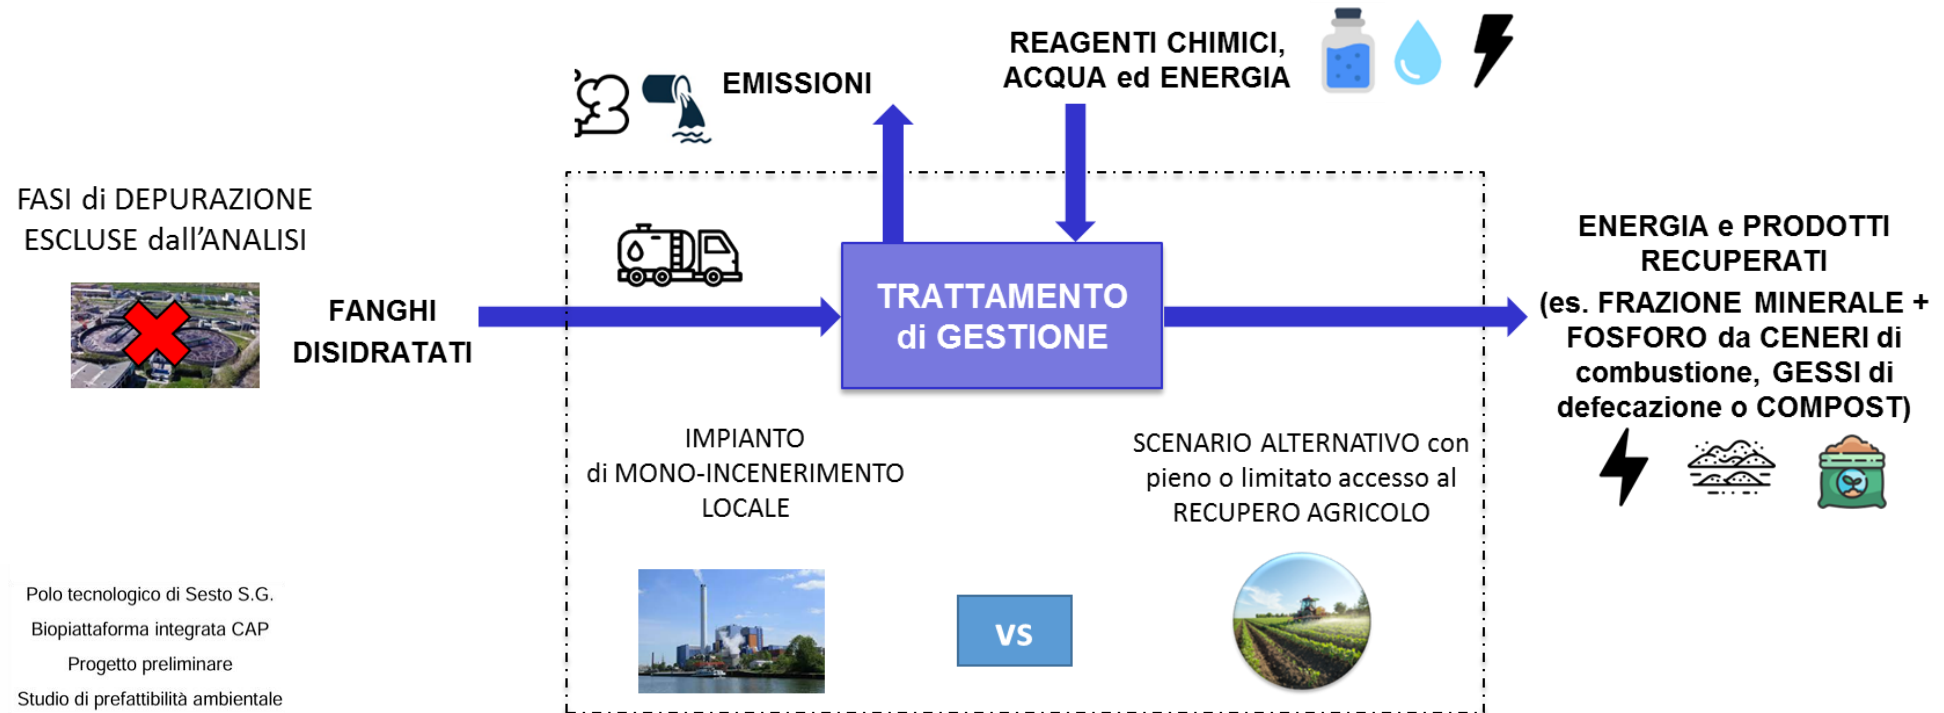 EMISSIONI
REAGENTI CHIMICI,
ACQUA ed ENERGIA
FASI di DEPURAZIONE
ESCLUSE dall’ANALISI
FANGHI
DISIDRATATI
TRATTAMENTO
di GESTIONE
ENERGIA e PRODOTTI
RECUPERATI
(es. FRAZIONE MINERALE +
FOSFORO da CENERI di
combustione, GESSI di
defecazione o COMPOST)
IMPIANTO
di MONO-INCENERIMENTO
LOCALE
vs
SCENARIO ALTERNATIVO con
pieno o limitato accesso al
RECUPERO AGRICOLO
Polo tecnologico di Sesto S.G.
Biopiattaforma integrata CAP
Progetto preliminare
Studio di prefattibilità ambientale